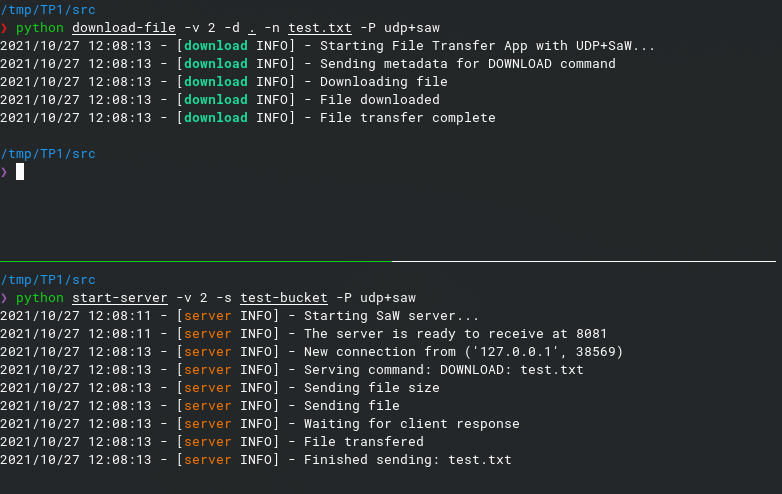 /tmp/TP1/src
❯ python download-file -v 2 -d . -n test.txt -P udp+saw
2021/10/27 12:08:13 - [download INFO] - Starting File Transfer App with UDP+SaW...
2021/10/27 12:08:13 - [download INFO] - Sending metadata for DOWNLOAD command
2021/10/27 12:08:13 - [download INFO] - Downloading file
2021/10/27 12:08:13 - [download INFO] - File downloaded
2021/10/27 12:08:13 - [download INFO] - File transfer complete
/tmp/TP1/src
❯
/tmp/TP1/src
❯ python start-server -v 2 -s test-bucket -P udp+saw
2021/10/27 12:08:11 - [server INFO] - Starting SaW server...
2021/10/27 12:08:11 - [server INFO] - The server is ready to receive at 8081
2021/10/27 12:08:13 - [server INFO] - New connection from ('127.0.0.1', 38569)
2021/10/27 12:08:13 - [server INFO] - Serving command: DOWNLOAD: test.txt
2021/10/27 12:08:13 - [server INFO] - Sending file size
2021/10/27 12:08:13 - [server INFO] - Sending file
2021/10/27 12:08:13 - [server INFO] - Waiting for client response
2021/10/27 12:08:13 - [server INFO] - File transfered
2021/10/27 12:08:13 - [server INFO] - Finished sending: test.txt